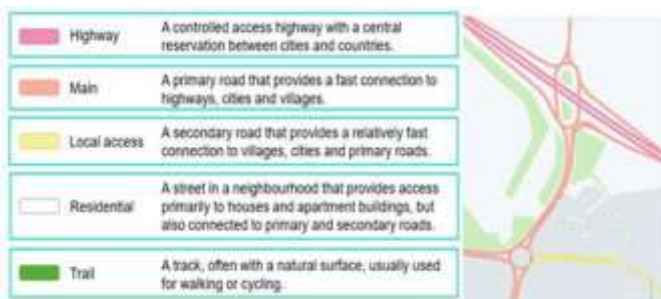 Highway
A controlled access highway with a central
reservation between cities and countries.
Main
A primary road that provides a fast connection to
highways, cities and villages.
Local access
A secondary road that provides a relatively fast
connection to villages, cities and primary roads.
Residential
A street in a neighbourhood that provides access
primarily to houses and apartment buildings, but
also connected to primary and secondary roads.
Trail
A track, often with a natural surface, usually used
for walking or cycling.